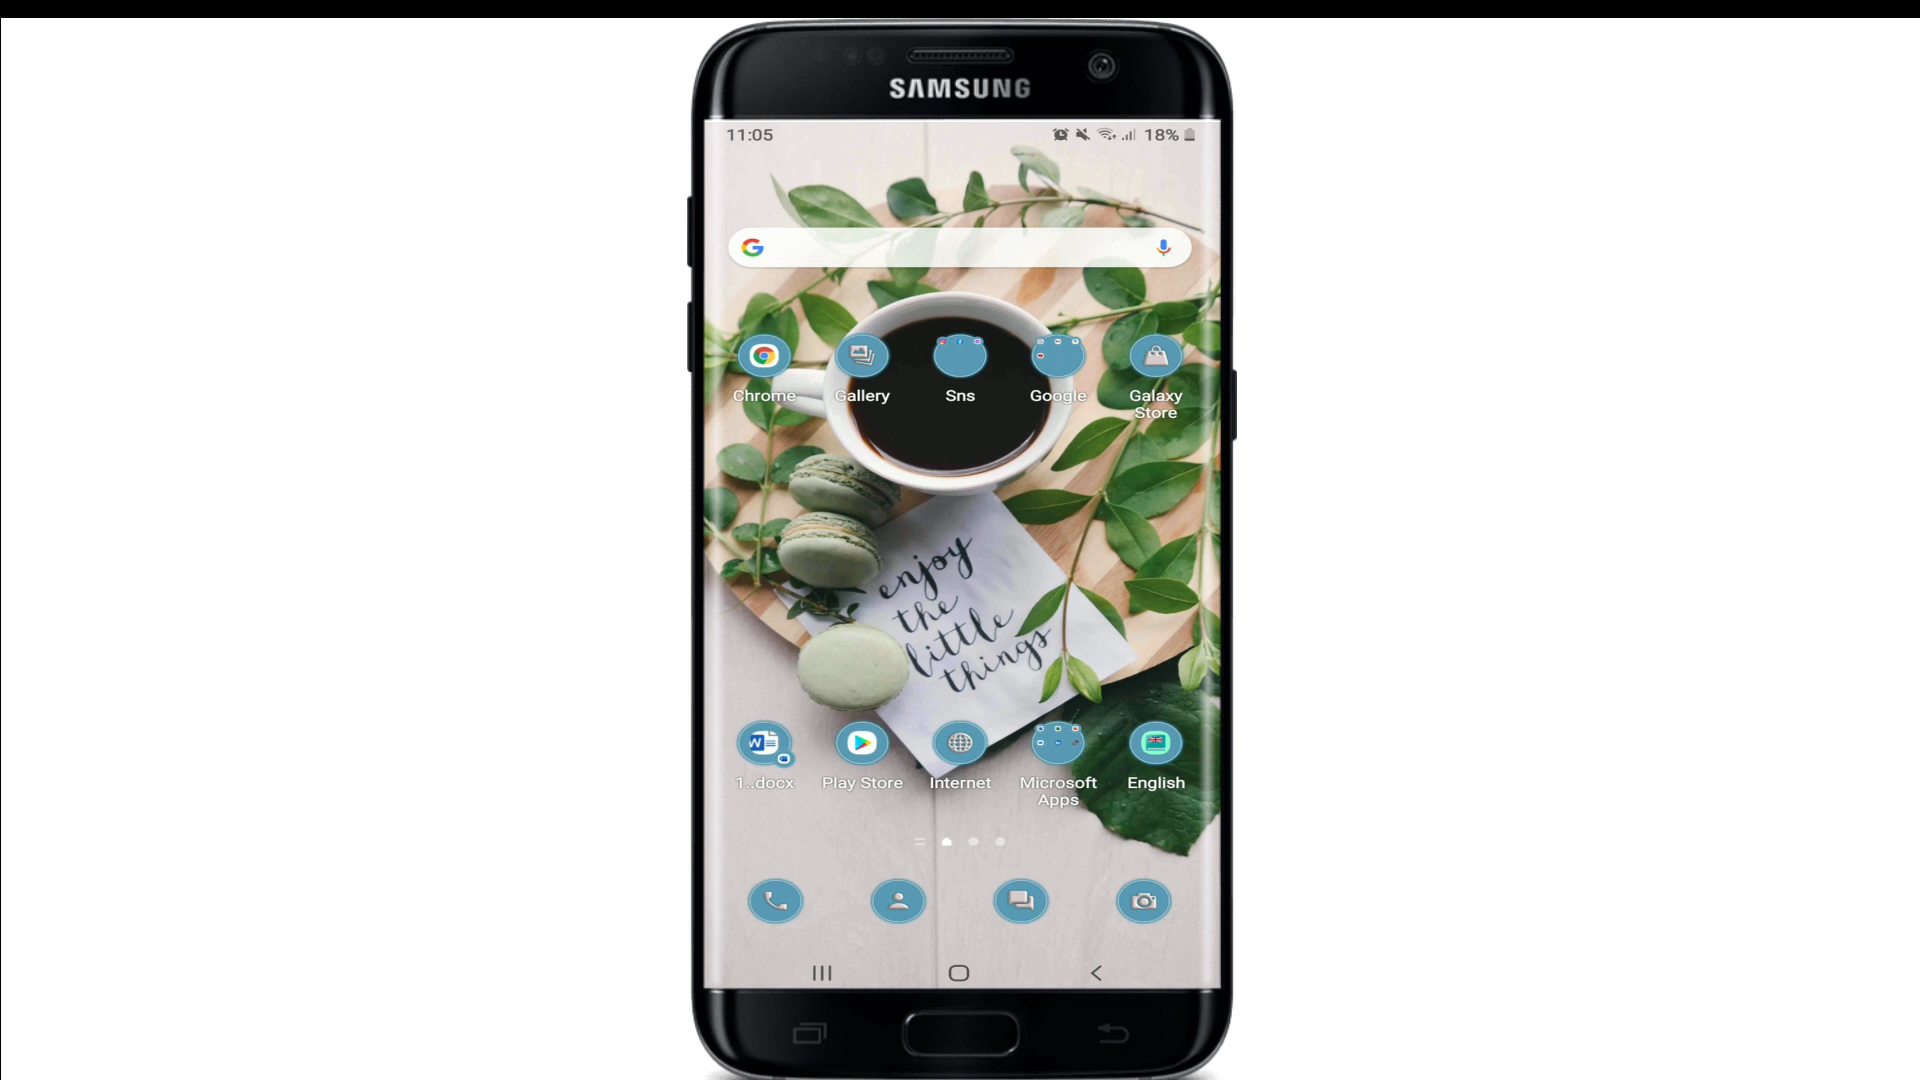 SAMSUNG
11:05
18%
Chrome
Gallery
Sns
Google
Galaxy
Store
enjoy
the
little
things
1..docx
Play Store
Internet
Microsoft
Apps
English